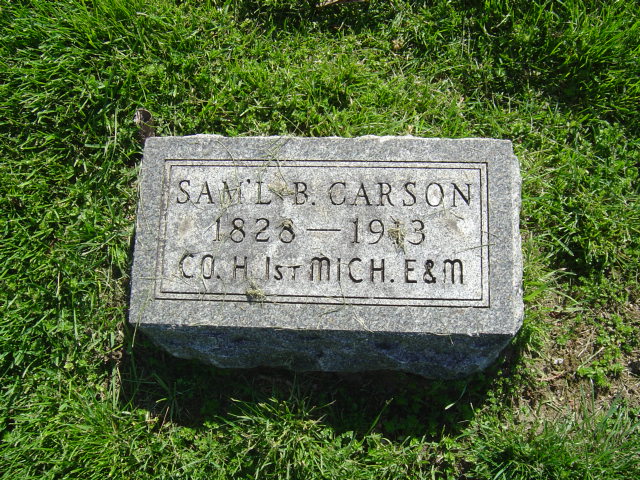 SAM'L B. CARSON
1828 — 1913
CO. H. 1ST MICH. E&M